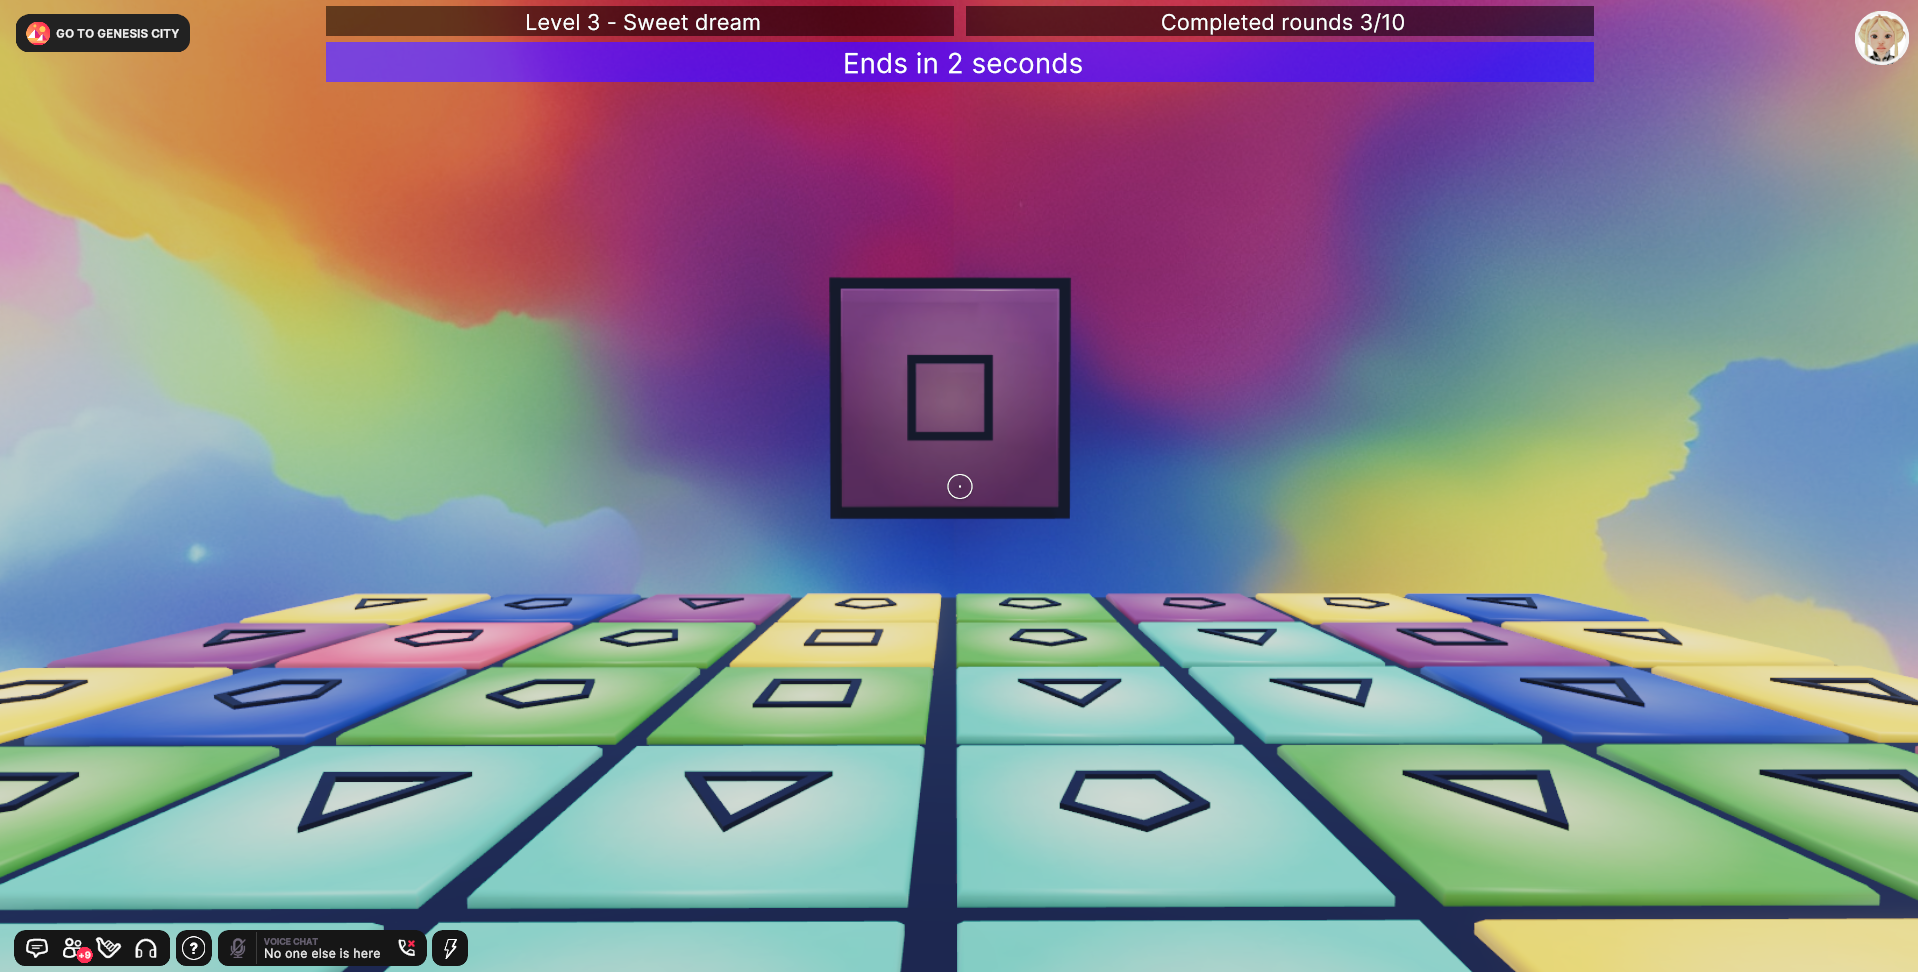 GO TO GENESIS CITY
Level 3 - Sweet dream
Completed rounds 3/10
Ends in 2 seconds
+9
?
VOICE CHAT
No one else is here